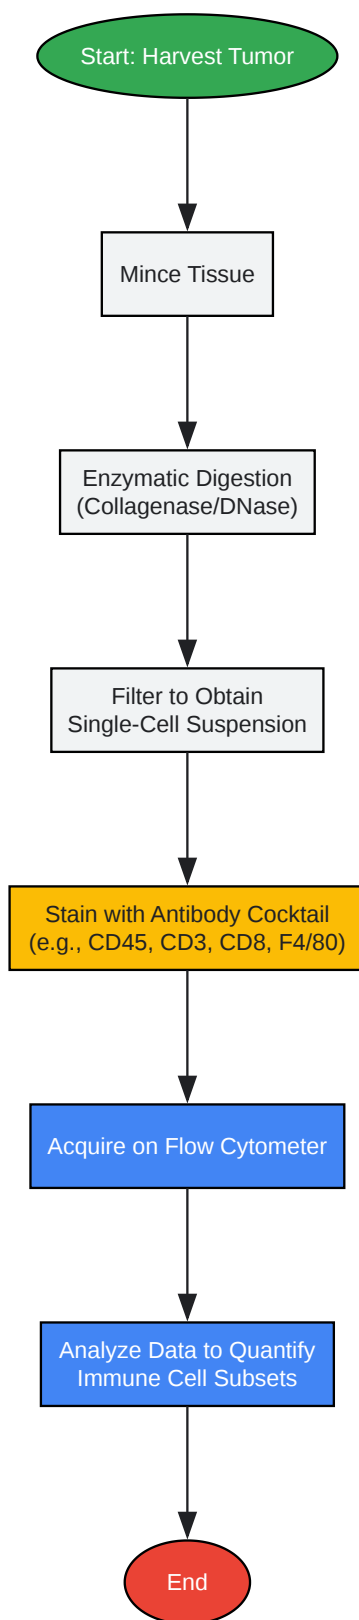 Start: Harvest Tumor
Mince Tissue
Enzymatic Digestion
(Collagenase/DNase)
Filter to Obtain
Single-Cell Suspension
Stain with Antibody Cocktail
(e.g., CD45, CD3, CD8, F4/80)
Acquire on Flow Cytometer
Analyze Data to Quantify
Immune Cell Subsets
End